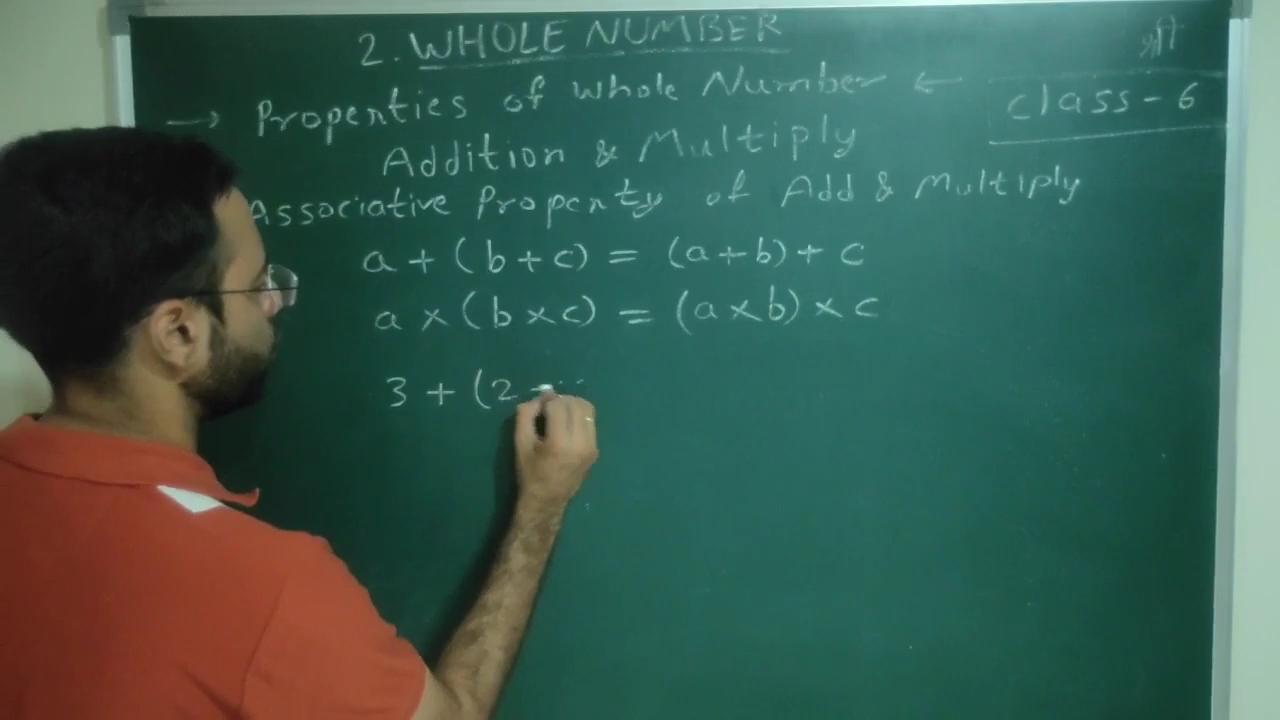 श्री
2. WHOLE NUMBER
→ Properties of whole Number ←
class - 6
Addition & Multiply
Associative Property of Add & Multiply
a + (b + c) = (a + b) + c
a × (b × c) = (a × b) × c
3 + (2